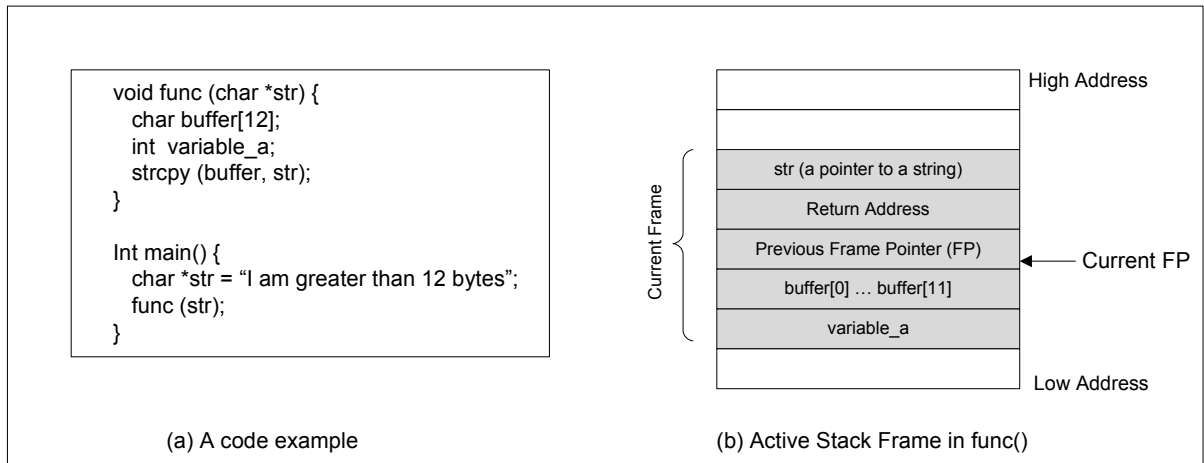 void func (char *str) {
char buffer[12];
int variable_a;
strcpy (buffer, str);
}
Int main() {
char *str = “I am greater than 12 bytes”;
func (str);
}
(a) A code example
High Address
str (a pointer to a string)
Return Address
Previous Frame Pointer (FP)
buffer[0] … buffer[11]
variable_a
Current Frame
Current FP
Low Address
(b) Active Stack Frame in func()